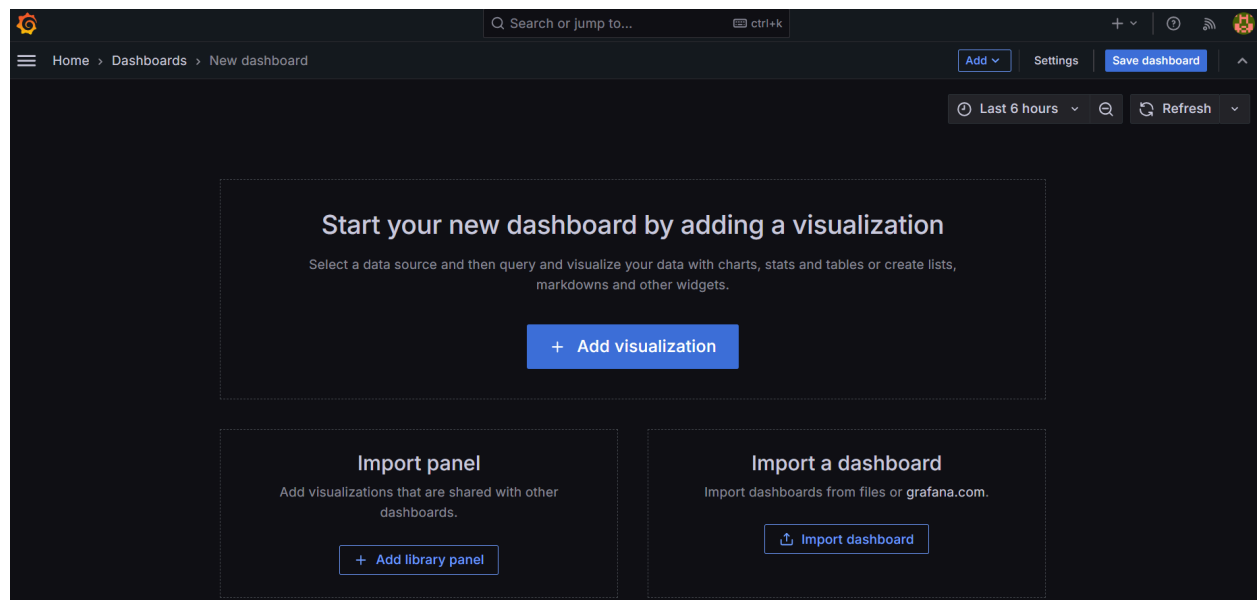 Search or jump to... ctrl+k
Home › Dashboards › New dashboard Add Settings Save dashboard
Last 6 hours Refresh
Start your new dashboard by adding a visualization
Select a data source and then query and visualize your data with charts, stats and tables or create lists,
markdowns and other widgets.
+ Add visualization
Import panel
Add visualizations that are shared with other
dashboards.
+ Add library panel
Import a dashboard
Import dashboards from files or grafana.com.
Import dashboard